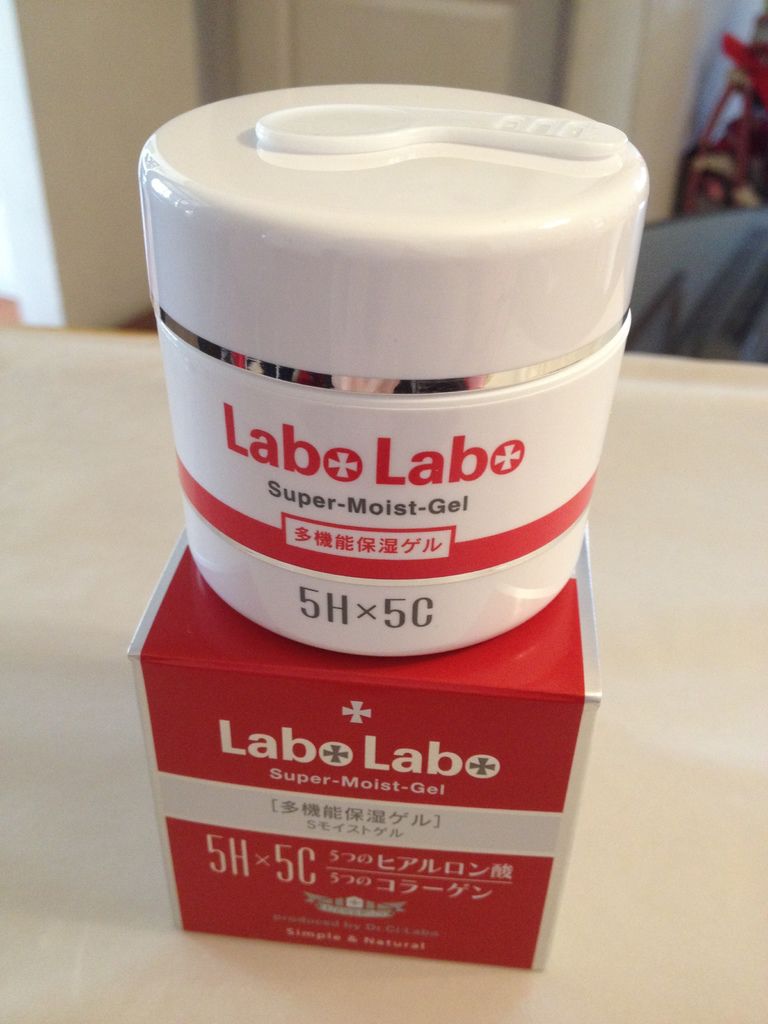 Labo Labo
Super-Moist-Gel
多機能保湿ゲル
5H×5C
Labo Labo
Super-Moist-Gel
[多機能保湿ゲル]
Sモイストゲル
5H×5C 5つのヒアルロン酸
5つのコラーゲン
produced by Dr.Ci:Labo
Simple & Natural